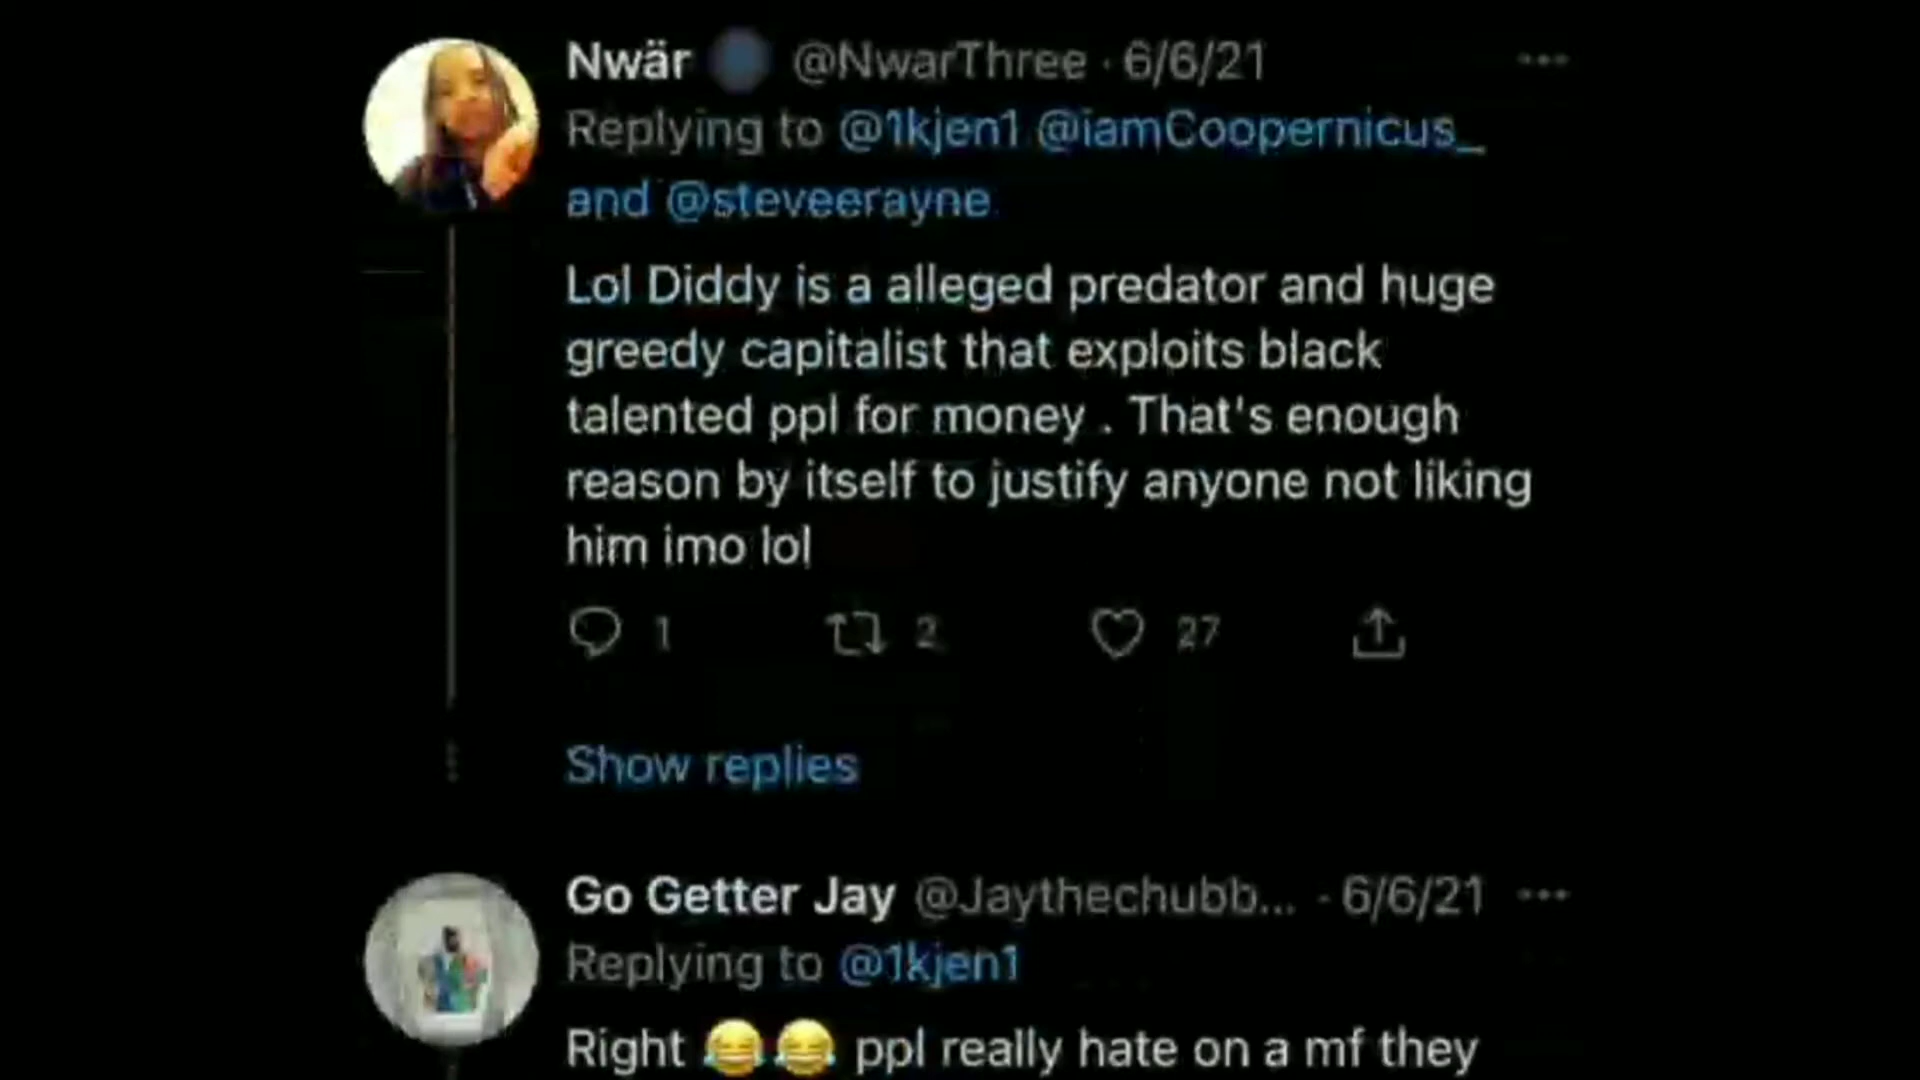 Nwär @NwarThree · 6/6/21
Replying to @1kjen1 @iamCoopernicus_
and @steveerayne
Lol Diddy is a alleged predator and huge
greedy capitalist that exploits black
talented ppl for money . That's enough
reason by itself to justify anyone not liking
him imo lol
1 2 27
Show replies
Go Getter Jay @Jaythechubb... · 6/6/21
Replying to @1kjen1
Right 😂😂 ppl really hate on a mf they